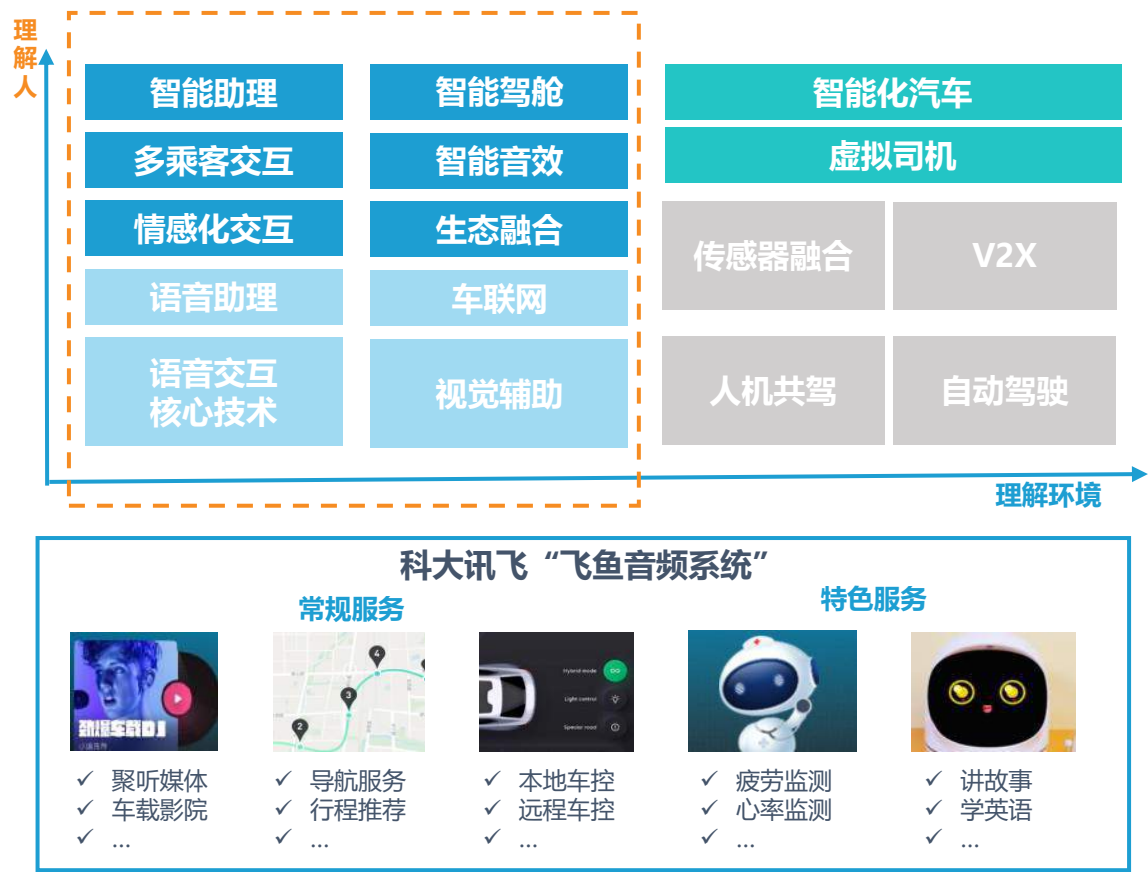 理解人
智能助理
智能驾舱
智能化汽车
多乘客交互
智能音效
虚拟司机
情感化交互
生态融合
传感器融合
V2X
语音助理
车联网
语音交互
核心技术
视觉辅助
人机共驾
自动驾驶
理解环境
科大讯飞“飞鱼音频系统”
常规服务
特色服务
劲爆车载DJ
4
3
2
Hybrid mode
Light control
✓ 聚听媒体
✓ 车载影院
✓ ...
✓ 导航服务
✓ 行程推荐
✓ ...
✓ 本地车控
✓ 远程车控
✓ ...
✓ 疲劳监测
✓ 心率监测
✓ ...
✓ 讲故事
✓ 学英语
✓ ...